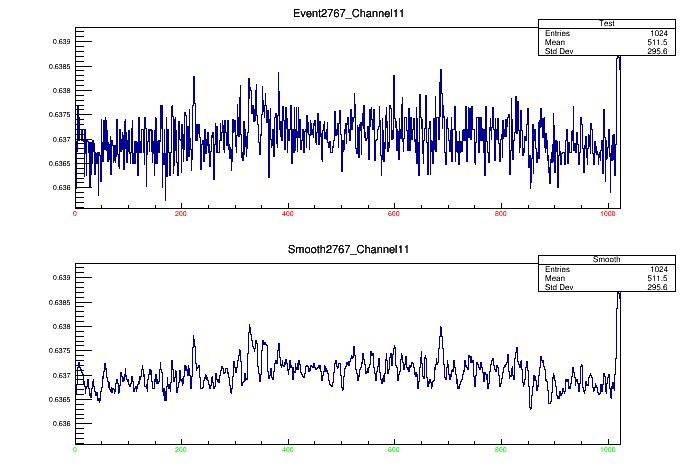 Event2767_Channel11
Test
Entries 1024
Mean 511.5
Std Dev 295.6
0.639
0.6385
0.638
0.6375
0.637
0.6365
0.636
0 200 400 600 800 1000
Smooth2767_Channel11
Smooth
Entries 1024
Mean 511.5
Std Dev 295.6
0.639
0.6385
0.638
0.6375
0.637
0.6365
0.636
0 200 400 600 800 1000